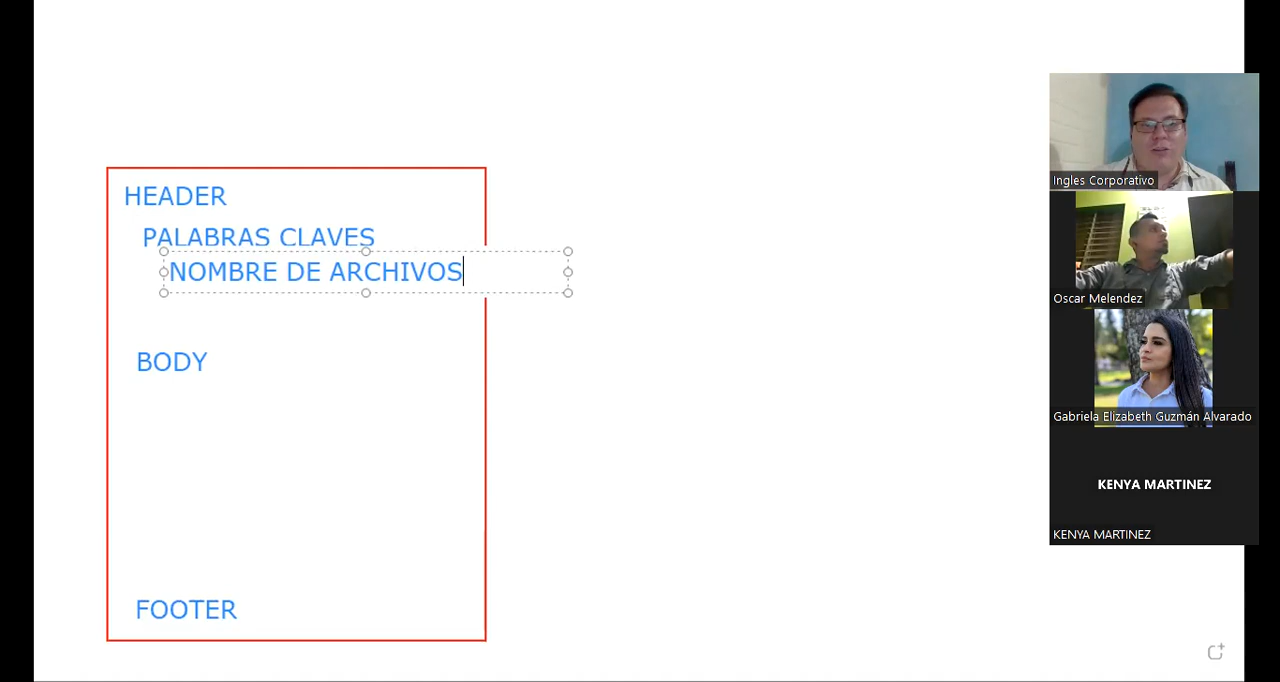 HEADER
PALABRAS CLAVES
NOMBRE DE ARCHIVOS
BODY
FOOTER
Ingles Corporativo
Oscar Melendez
Gabriela Elizabeth Guzmán Alvarado
KENYA MARTINEZ
KENYA MARTINEZ